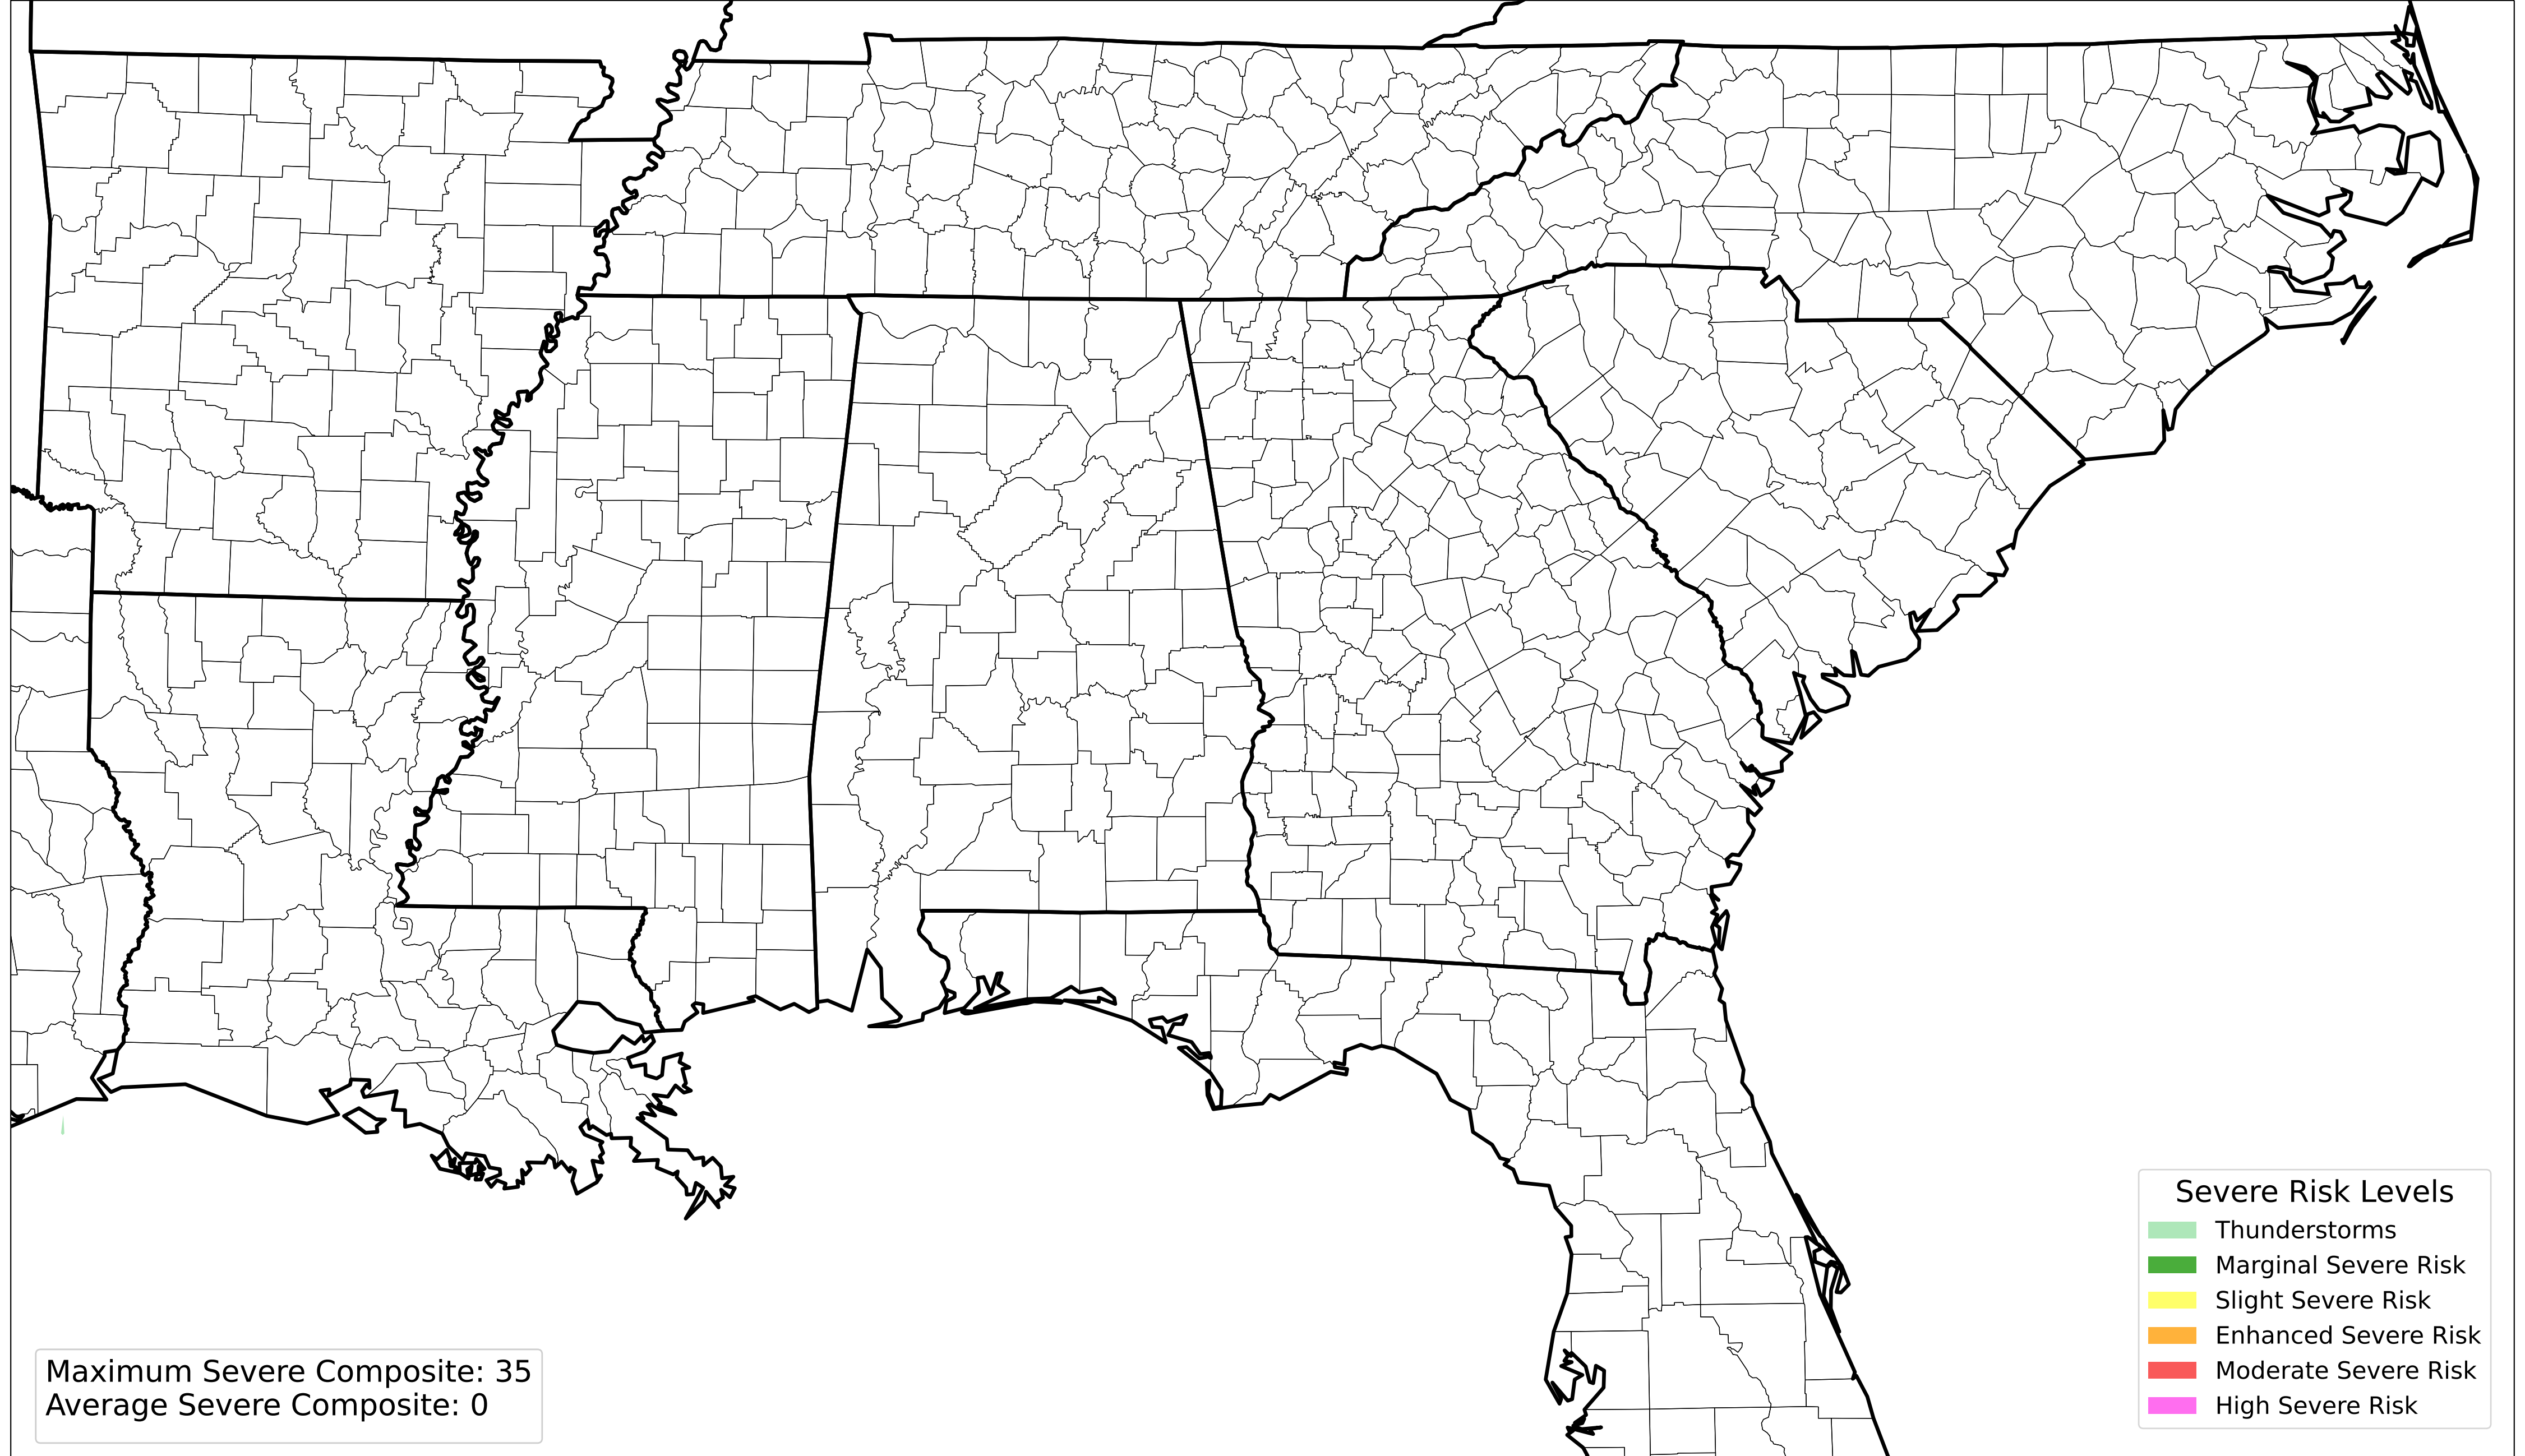 Severe Risk Levels
Thunderstorms
Marginal Severe Risk
Slight Severe Risk
Enhanced Severe Risk
Moderate Severe Risk
High Severe Risk
Maximum Severe Composite: 35
Average Severe Composite: 0